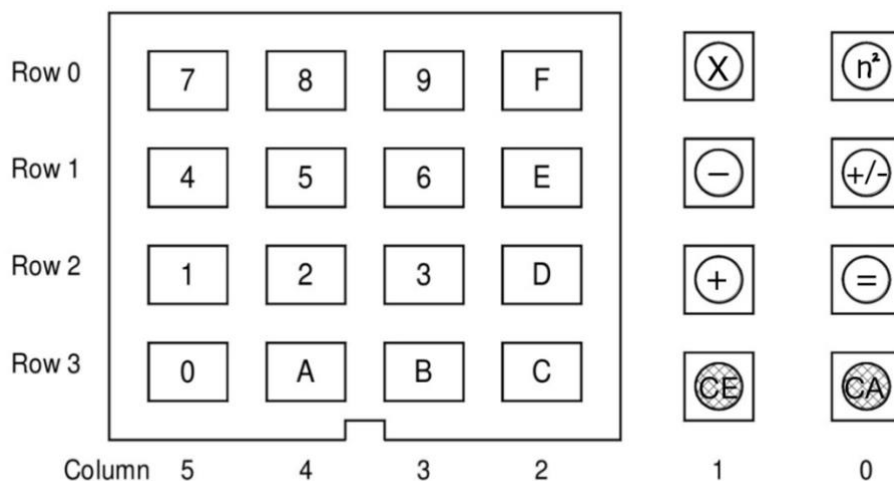 Row 0 7 8 9 F X n²
Row 1 4 5 6 E − +/-
Row 2 1 2 3 D + =
Row 3 0 A B C CE CA
Column 5 4 3 2 1 0